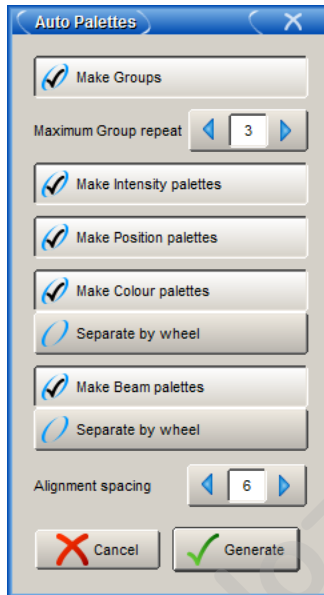 Auto Palettes
Make Groups
Maximum Group repeat 3
Make Intensity palettes
Make Position palettes
Make Colour palettes
Separate by wheel
Make Beam palettes
Separate by wheel
Alignment spacing 6
Cancel Generate